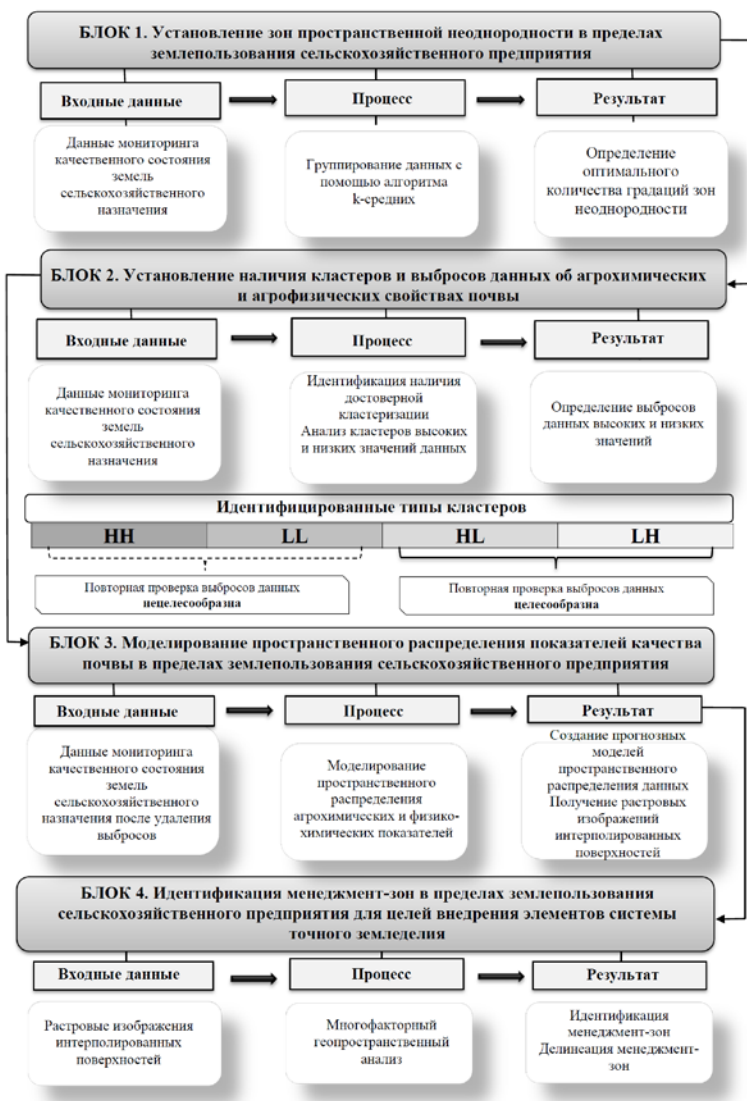 БЛОК 1. Установление зон пространственной неоднородности в пределах
землепользования сельскохозяйственного предприятия
Входные данные
Процесс
Результат
Данные мониторинга
качественного состояния
земель
сельскохозяйственного
назначения
Группирование данных с
помощью алгоритма
k-средних
Определение
оптимального
количества градаций зон
неоднородности
БЛОК 2. Установление наличия кластеров и выбросов данных об агрохимических
и агрофизических свойствах почвы
Входные данные
Процесс
Результат
Данные мониторинга
качественного состояния
земель
сельскохозяйственного
назначения
Идентификация наличия
достоверной
кластеризации
Анализ кластеров высоких
и низких значений данных
Определение выбросов
данных высоких и низких
значений
Идентифицированные типы кластеров
HH
LL
HL
LH
Повторная проверка выбросов данных
нецелесообразна
Повторная проверка выбросов данных
целесообразна
БЛОК 3. Моделирование пространственного распределения показателей качества
почвы в пределах землепользования сельскохозяйственного предприятия
Входные данные
Процесс
Результат
Данные мониторинга
качественного состояния
земель
сельскохозяйственного
назначения после удаления
выбросов
Моделирование
пространственного
распределения
агрохимических и физико-
химических показателей
Создание прогнозных
моделей
пространственного
распределения данных
Получение растровых
изображений
интерполированных
поверхностей
БЛОК 4. Идентификация менеджмент-зон в пределах землепользования
сельскохозяйственного предприятия для целей внедрения элементов системы
точного земледелия
Входные данные
Процесс
Результат
Растровые изображения
интерполированных
поверхностей
Многофакторный
геопространственный
анализ
Идентификация
менеджмент-зон
Делинеация менеджмент-
зон